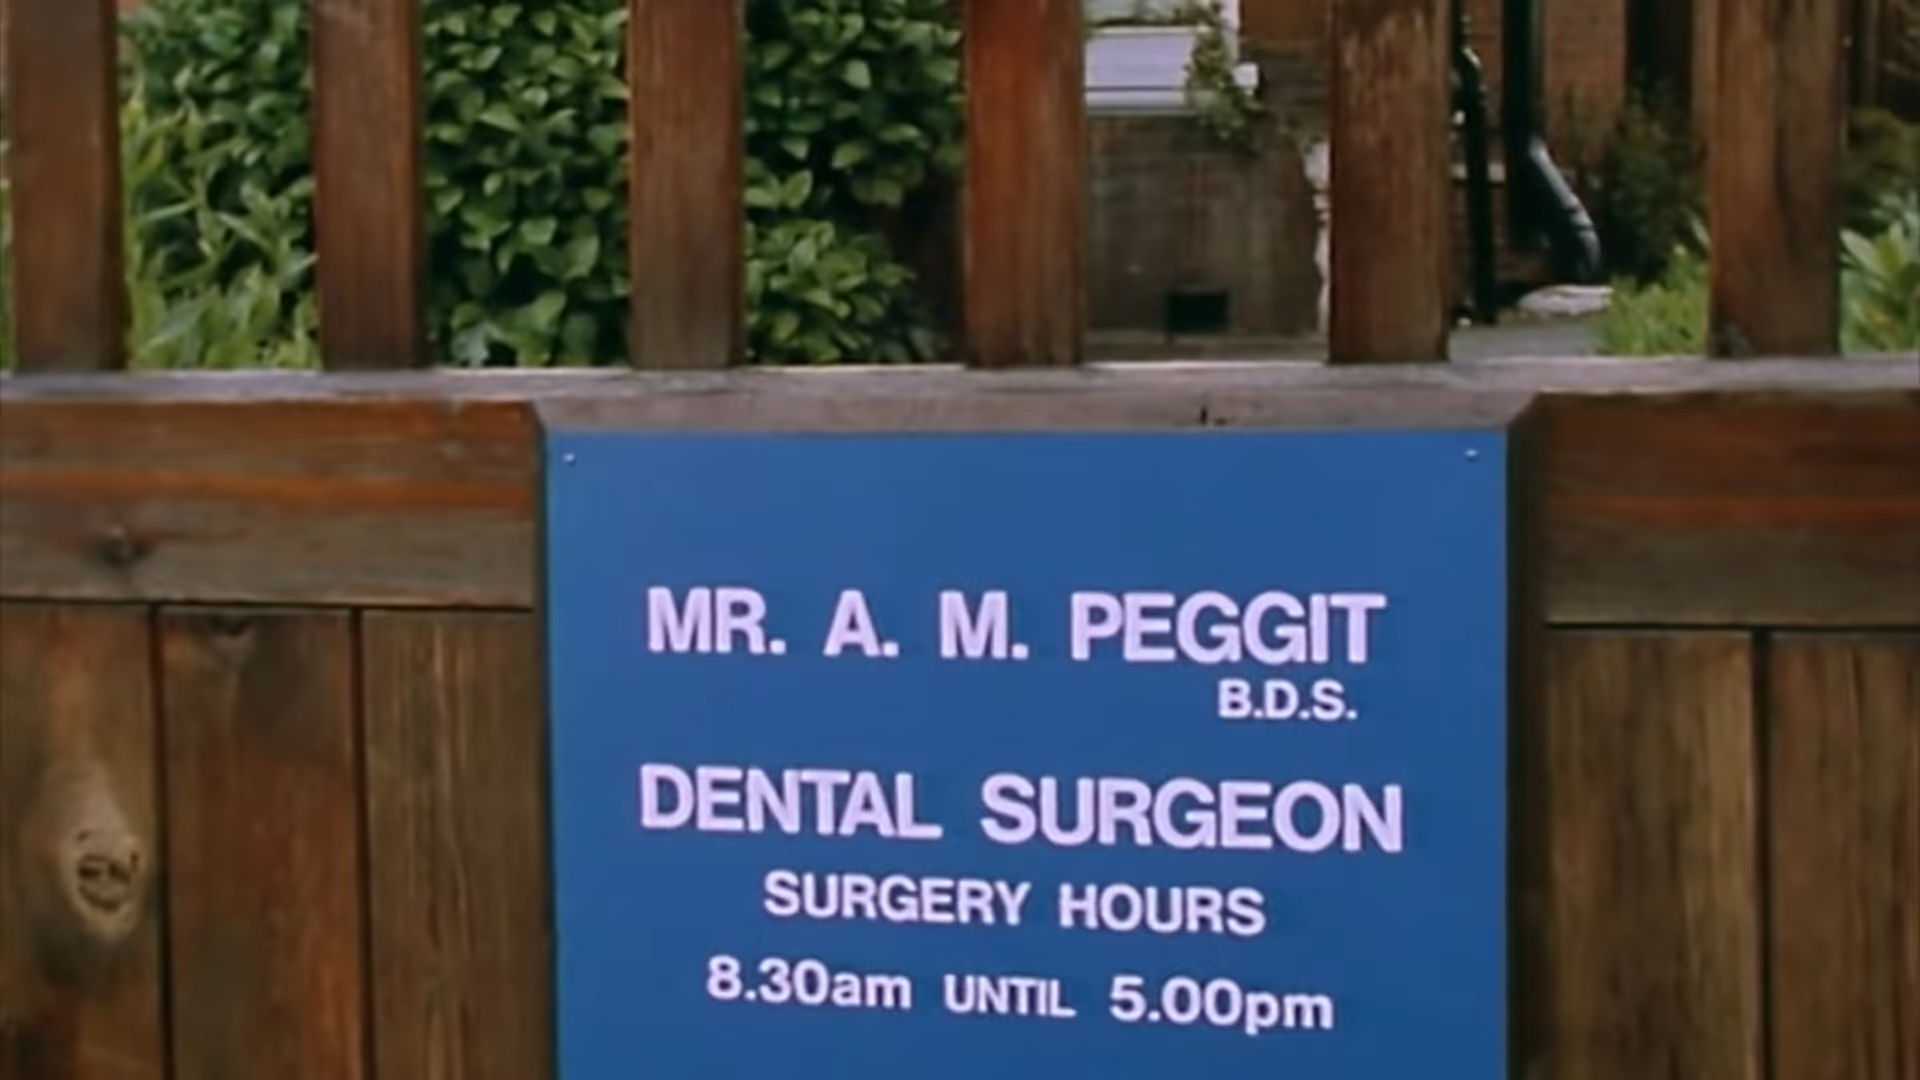 MR. A. M. PEGGIT
B.D.S.
DENTAL SURGEON
SURGERY HOURS
8.30am UNTIL 5.00pm